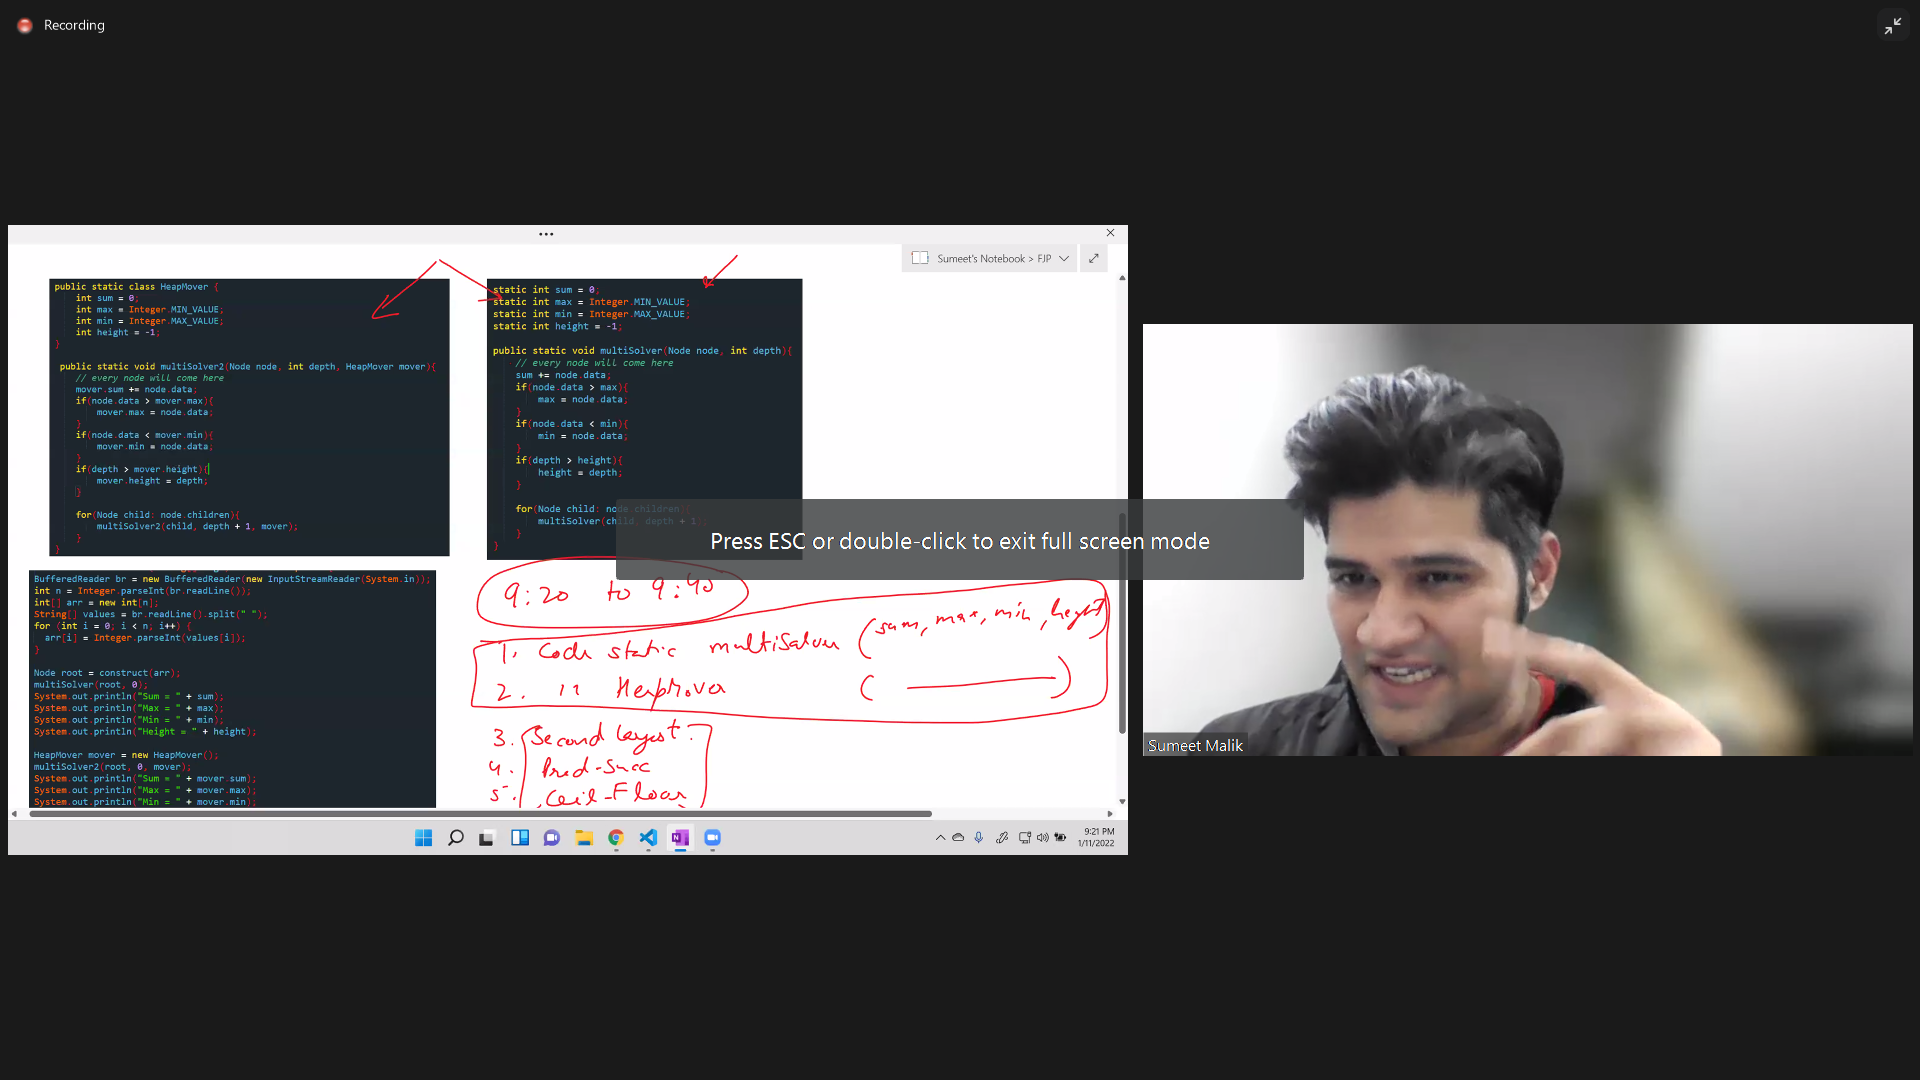 Recording
Sumeet's Notebook > FJP
public static class HeapMover {
int sum = 0;
int max = Integer.MIN_VALUE;
int min = Integer.MAX_VALUE;
int height = -1;
}
public static void multiSolver2(Node node, int depth, HeapMover mover){
// every node will come here
mover.sum += node.data;
if(node.data > mover.max){
mover.max = node.data;
}
if(node.data < mover.min){
mover.min = node.data;
}
if(depth > mover.height){
mover.height = depth;
}
for(Node child: node.children){
multiSolver2(child, depth + 1, mover);
}
}
static int sum = 0;
static int max = Integer.MIN_VALUE;
static int min = Integer.MAX_VALUE;
static int height = -1;
public static void multiSolver(Node node, int depth){
// every node will come here
sum += node.data;
if(node.data > max){
max = node.data;
}
if(node.data < min){
min = node.data;
}
if(depth > height){
height = depth;
}
for(Node child: node.children){
multiSolver(child, depth + 1);
}
}
Press ESC or double-click to exit full screen mode
BufferedReader br = new BufferedReader(new InputStreamReader(System.in));
int n = Integer.parseInt(br.readLine());
int[] arr = new int[n];
String[] values = br.readLine().split(" ");
for (int i = 0; i < n; i++) {
arr[i] = Integer.parseInt(values[i]);
}
Node root = construct(arr);
multiSolver(root, 0);
System.out.println("Sum = " + sum);
System.out.println("Max = " + max);
System.out.println("Min = " + min);
System.out.println("Height = " + height);
HeapMover mover = new HeapMover();
multiSolver2(root, 0, mover);
System.out.println("Sum = " + mover.sum);
System.out.println("Max = " + mover.max);
System.out.println("Min = " + mover.min);
9:20 to 9:40
1. Code static multiSolver (sum, max, min, height)
2. " HeapMover ( )
3. Second largest.
4. Pred-Succ
5. Ceil-Floor
Sumeet Malik
9:21 PM
1/11/2022